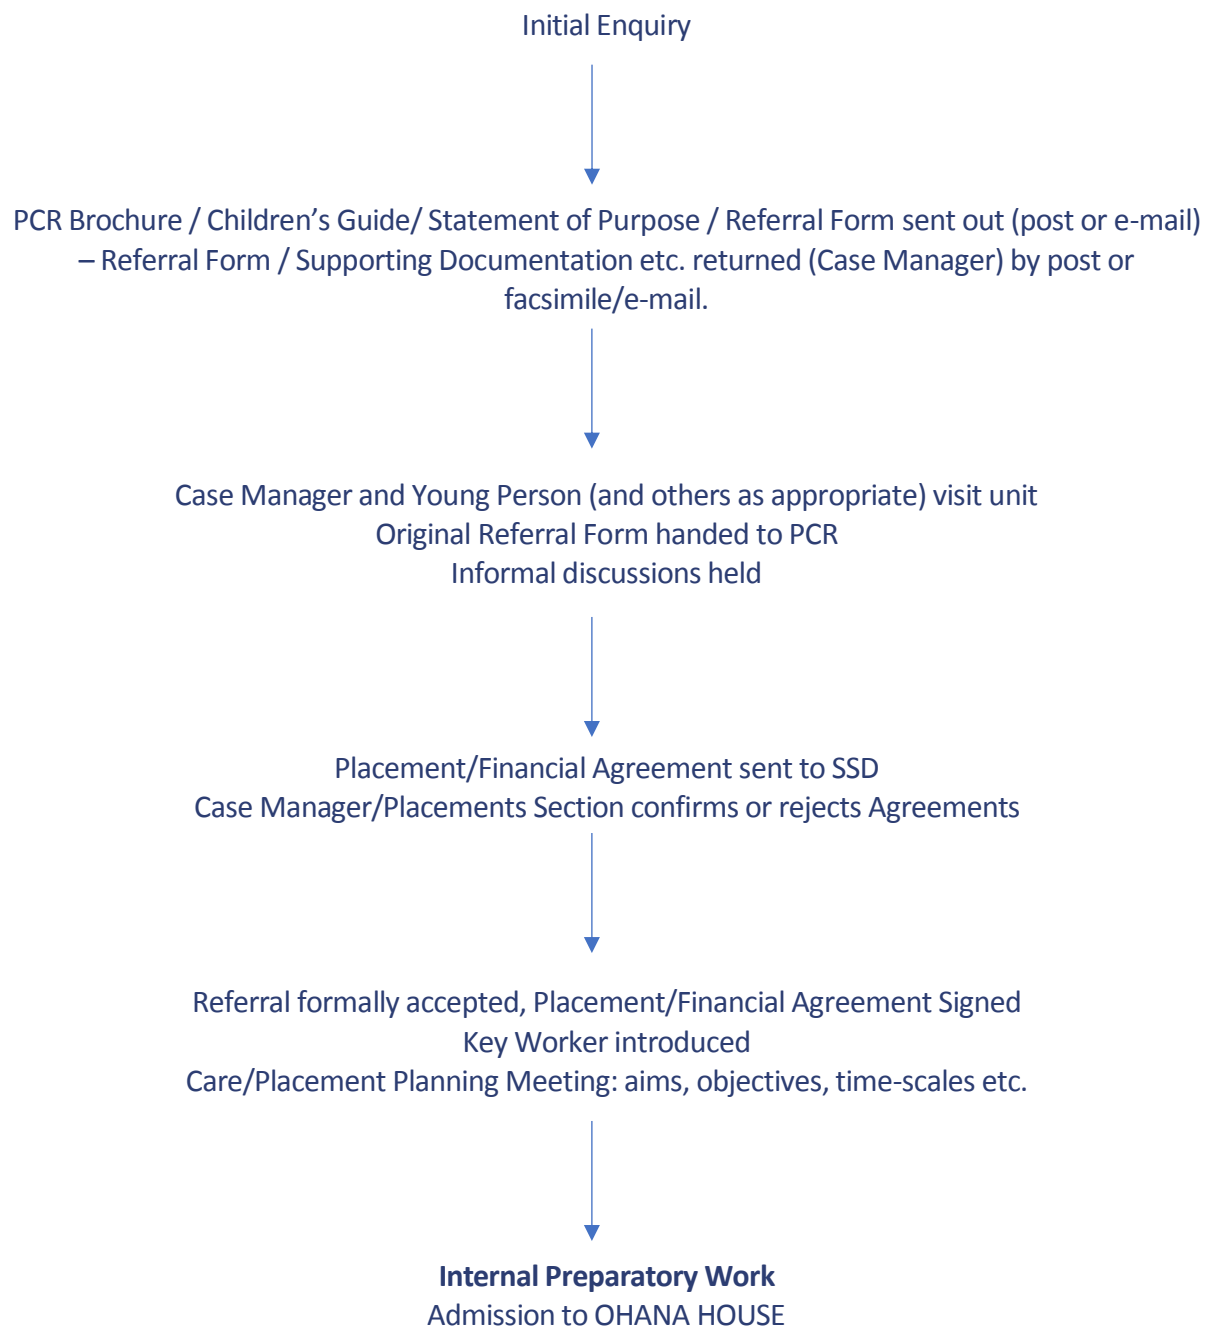 Initial Enquiry
PCR Brochure / Children’s Guide/ Statement of Purpose / Referral Form sent out (post or e-mail)
– Referral Form / Supporting Documentation etc. returned (Case Manager) by post or
facsimile/e-mail.
Case Manager and Young Person (and others as appropriate) visit unit
Original Referral Form handed to PCR
Informal discussions held
Placement/Financial Agreement sent to SSD
Case Manager/Placements Section confirms or rejects Agreements
Referral formally accepted, Placement/Financial Agreement Signed
Key Worker introduced
Care/Placement Planning Meeting: aims, objectives, time-scales etc.
Internal Preparatory Work
Admission to OHANA HOUSE